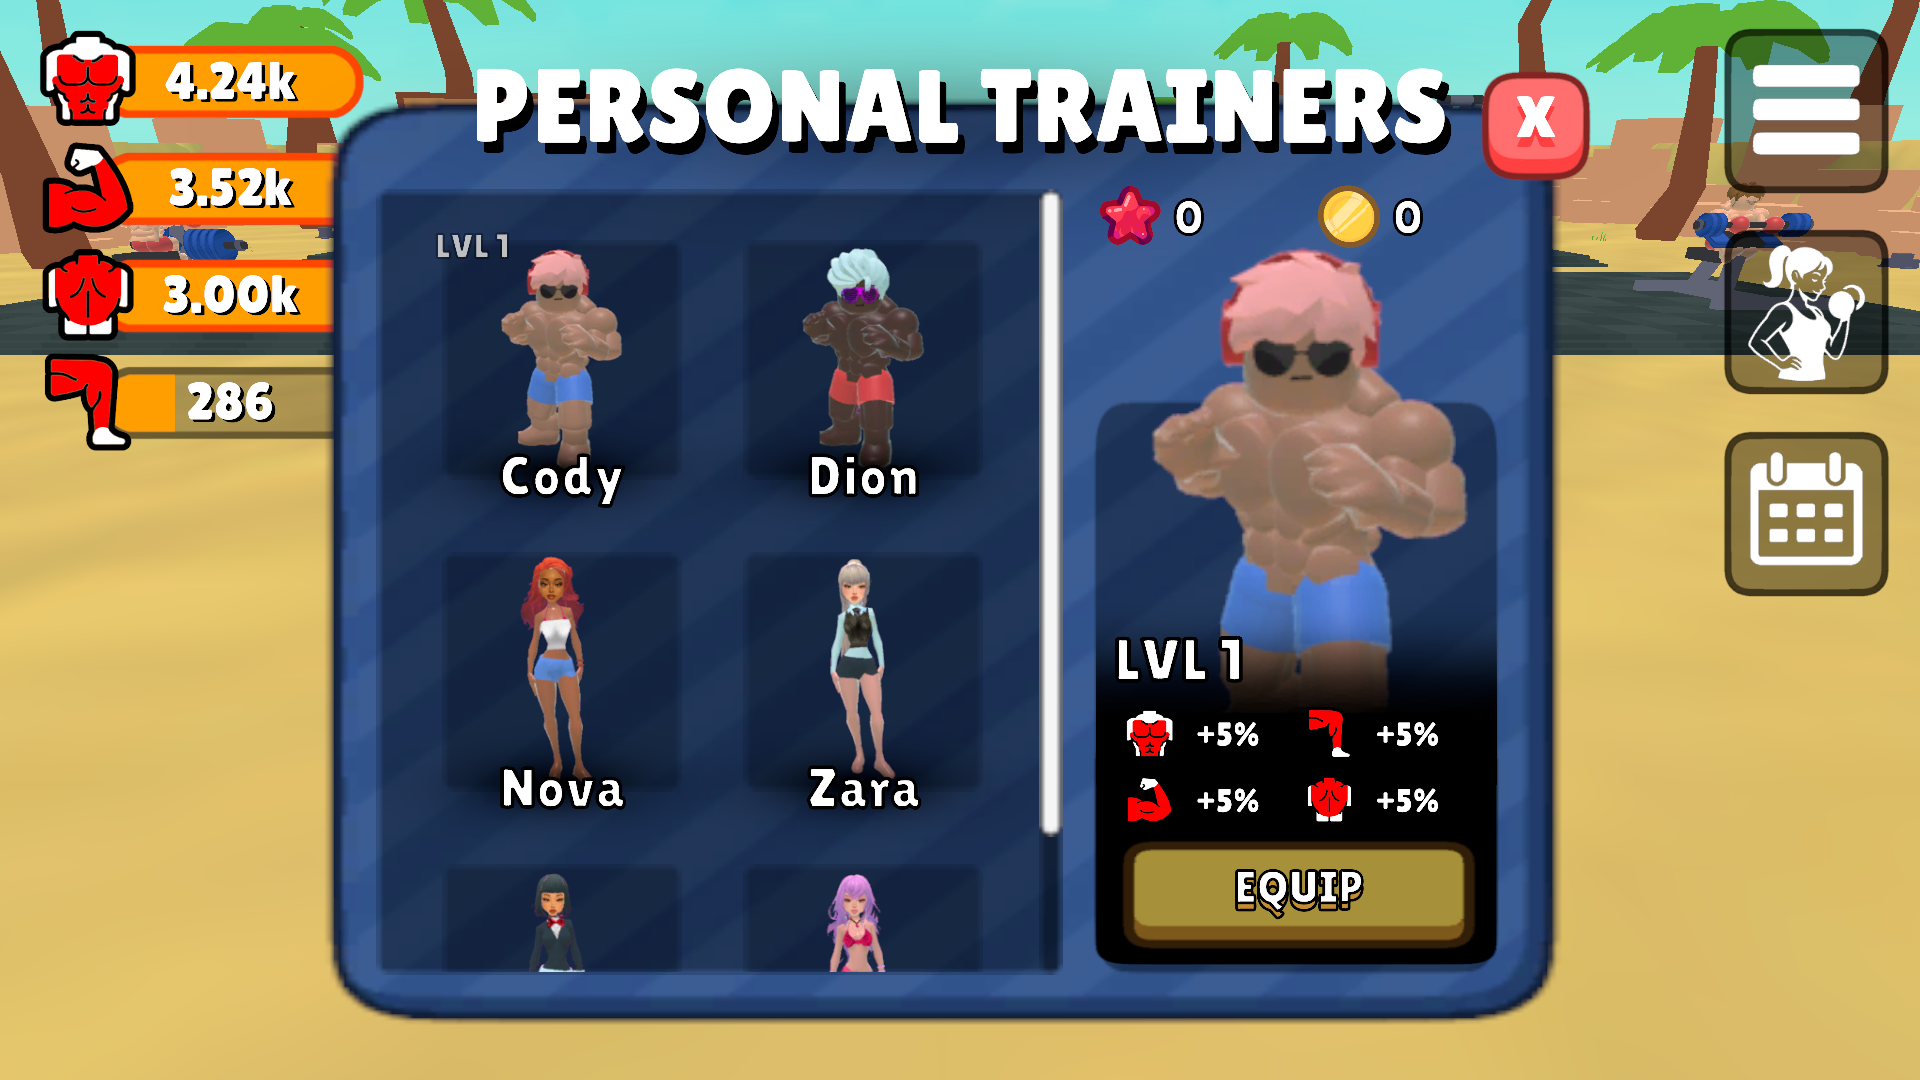 PERSONAL TRAINERS
X
4.24k
3.52k
3.00k
286
0
0
LVL 1
Cody
Dion
Nova
Zara
LVL 1
+5%
+5%
+5%
+5%
EQUIP